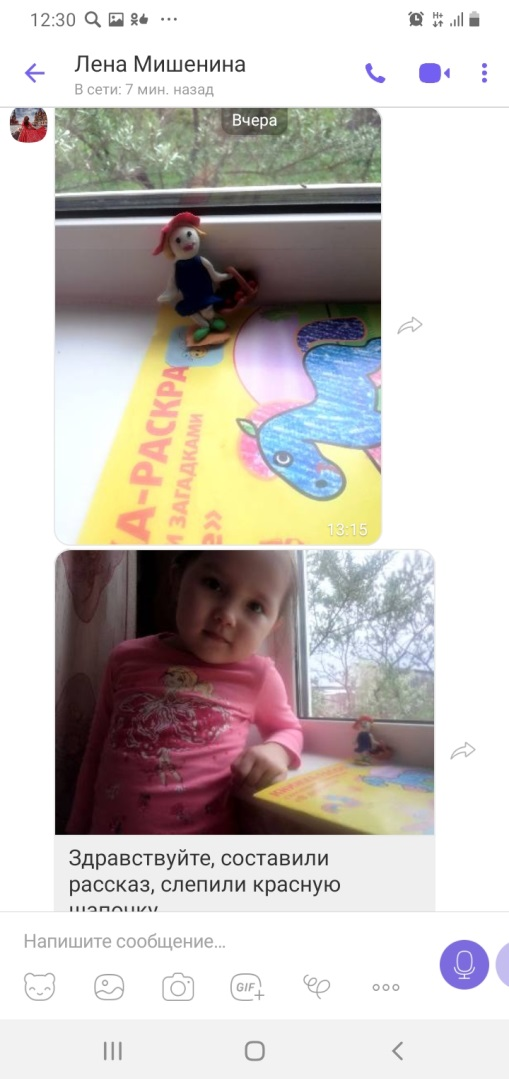 12:30
H+
Лена Мишенина
В сети: 7 мин. назад
Вчера
А-РАСКРА
И ЗАГАДКАМИ
е»
13:15
Здравствуйте, составили
рассказ, слепили красную
шапочку
Напишите сообщение...
GIF